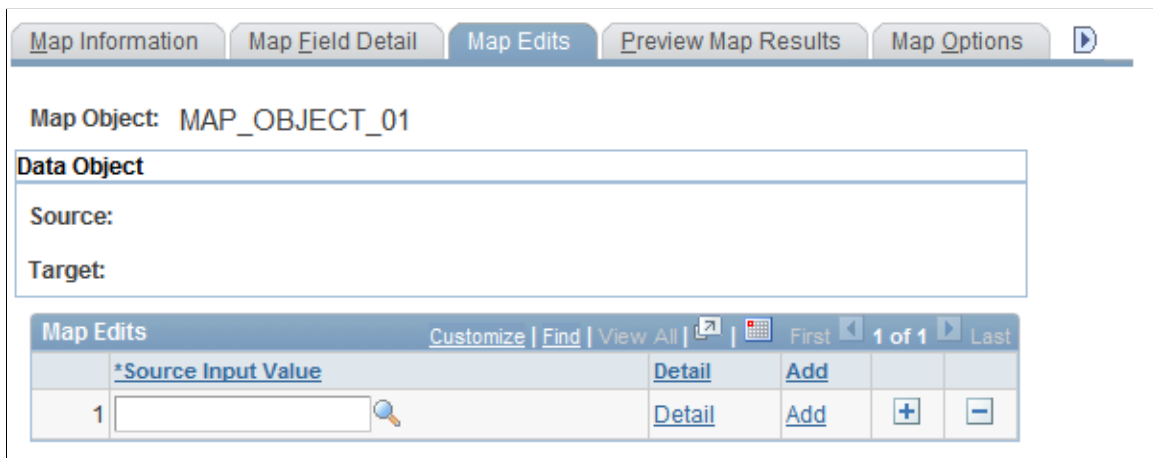 Map Information Map Field Detail Map Edits Preview Map Results Map Options
Map Object: MAP_OBJECT_01
Data Object
Source:
Target:
Map Edits Customize | Find | View All | | First 1 of 1 Last
*Source Input Value Detail Add
1 Detail Add